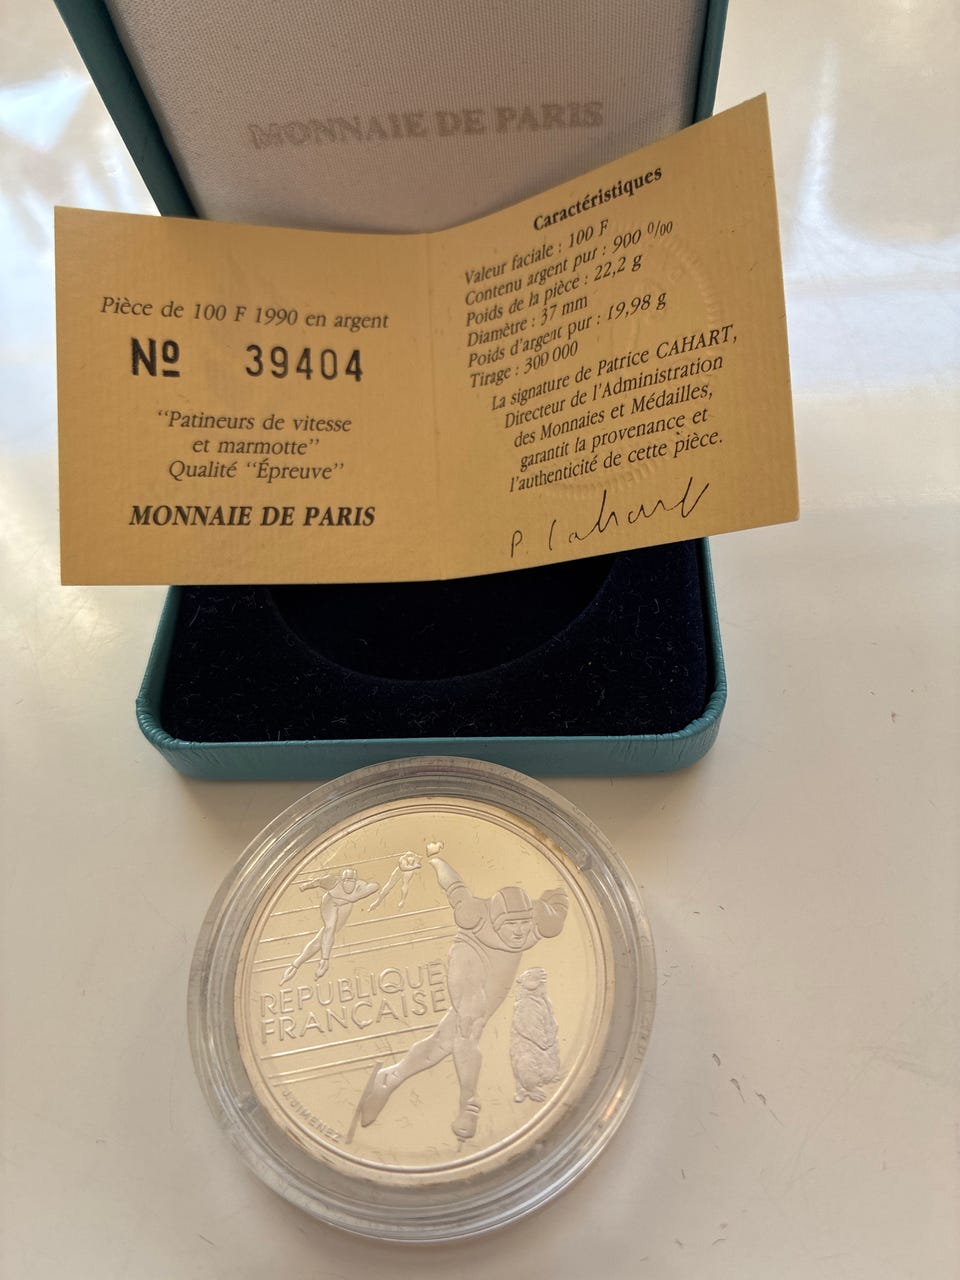 MONNAIE DE PARIS
Pièce de 100 F 1990 en argent
Nº 39404
“Patineurs de vitesse
et marmotte”
Qualité “Épreuve”
MONNAIE DE PARIS
Caractéristiques
Valeur faciale : 100 F
Contenu argent pur : 900 ‰
Poids de la pièce : 22,2 g
Diamètre : 37 mm
Poids d'argent pur : 19,98 g
Tirage : 300 000
La signature de Patrice CAHART,
Directeur de l'Administration
des Monnaies et Médailles,
garantit la provenance et
l'authenticité de cette pièce.
P. Cahart
RÉPUBLIQUE
FRANÇAISE
J.JIMENEZ